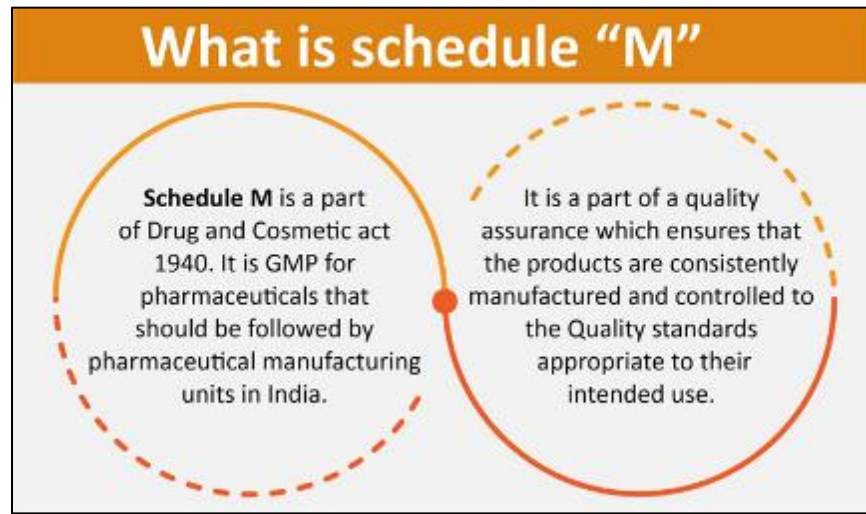 What is schedule “M”
Schedule M is a part
of Drug and Cosmetic act
1940. It is GMP for
pharmaceuticals that
should be followed by
pharmaceutical manufacturing
units in India.
It is a part of a quality
assurance which ensures that
the products are consistently
manufactured and controlled to
the Quality standards
appropriate to their
intended use.